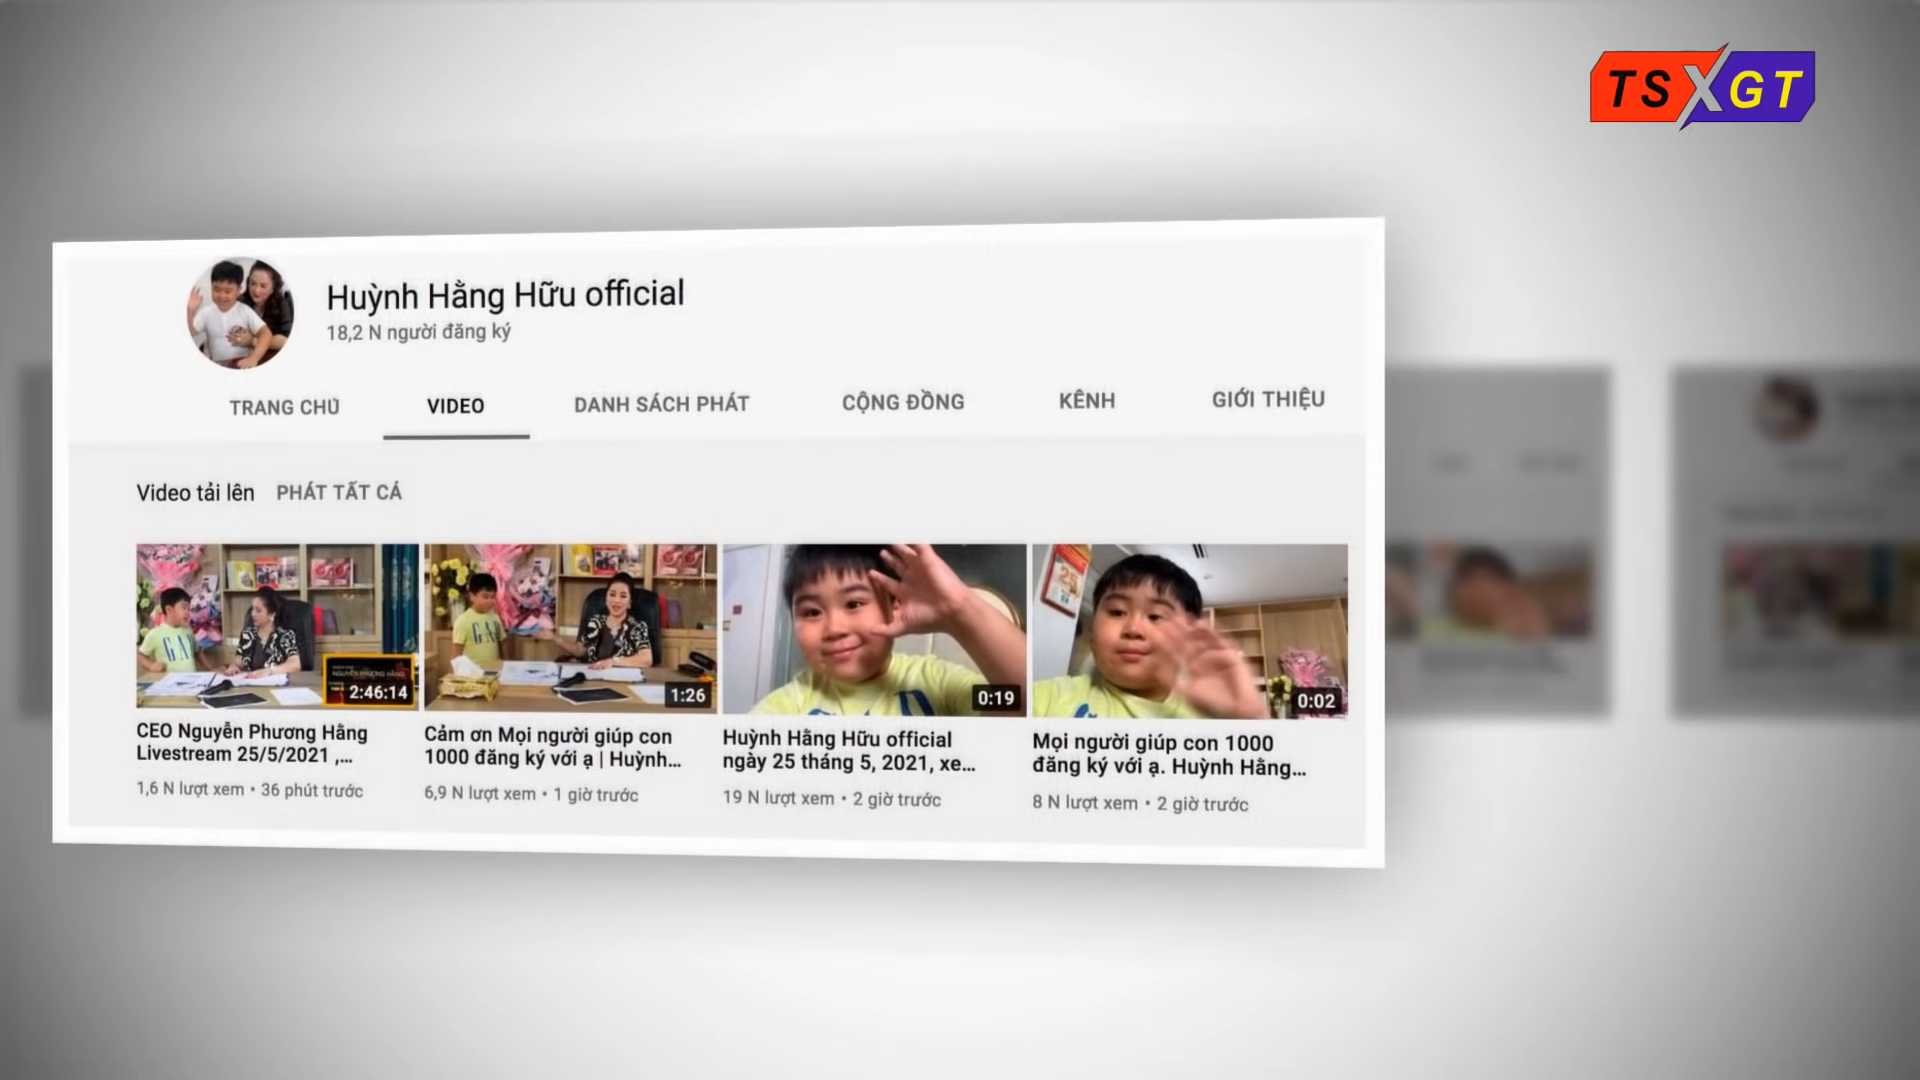 TSXGT
Huỳnh Hằng Hữu official
18,2 N người đăng ký
TRANG CHỦ VIDEO DANH SÁCH PHÁT CỘNG ĐỒNG KÊNH GIỚI THIỆU
Video tải lên PHÁT TẤT CẢ
2:46:14
CEO Nguyễn Phương Hằng
Livestream 25/5/2021 ,...
1,6 N lượt xem • 36 phút trước
1:26
Cảm ơn Mọi người giúp con
1000 đăng ký với ạ | Huỳnh...
6,9 N lượt xem • 1 giờ trước
0:19
Huỳnh Hằng Hữu official
ngày 25 tháng 5, 2021, xe...
19 N lượt xem • 2 giờ trước
25
0:02
Mọi người giúp con 1000
đăng ký với ạ. Huỳnh Hằng...
8 N lượt xem • 2 giờ trước